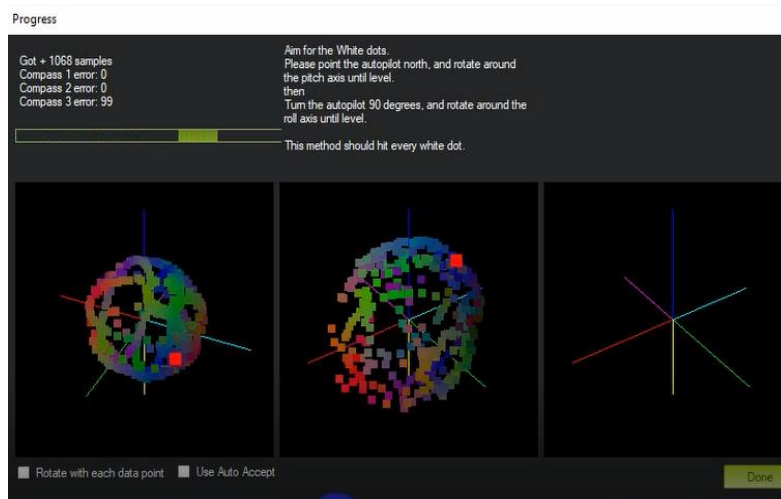 Progress
Got + 1068 samples
Compass 1 error: 0
Compass 2 error: 0
Compass 3 error: 99
Aim for the White dots.
Please point the autopilot north, and rotate around
the pitch axis until level.
then
Turn the autopilot 90 degrees, and rotate around the
roll axis until level.
This method should hit every white dot.
Rotate with each data point
Use Auto Accept
Done